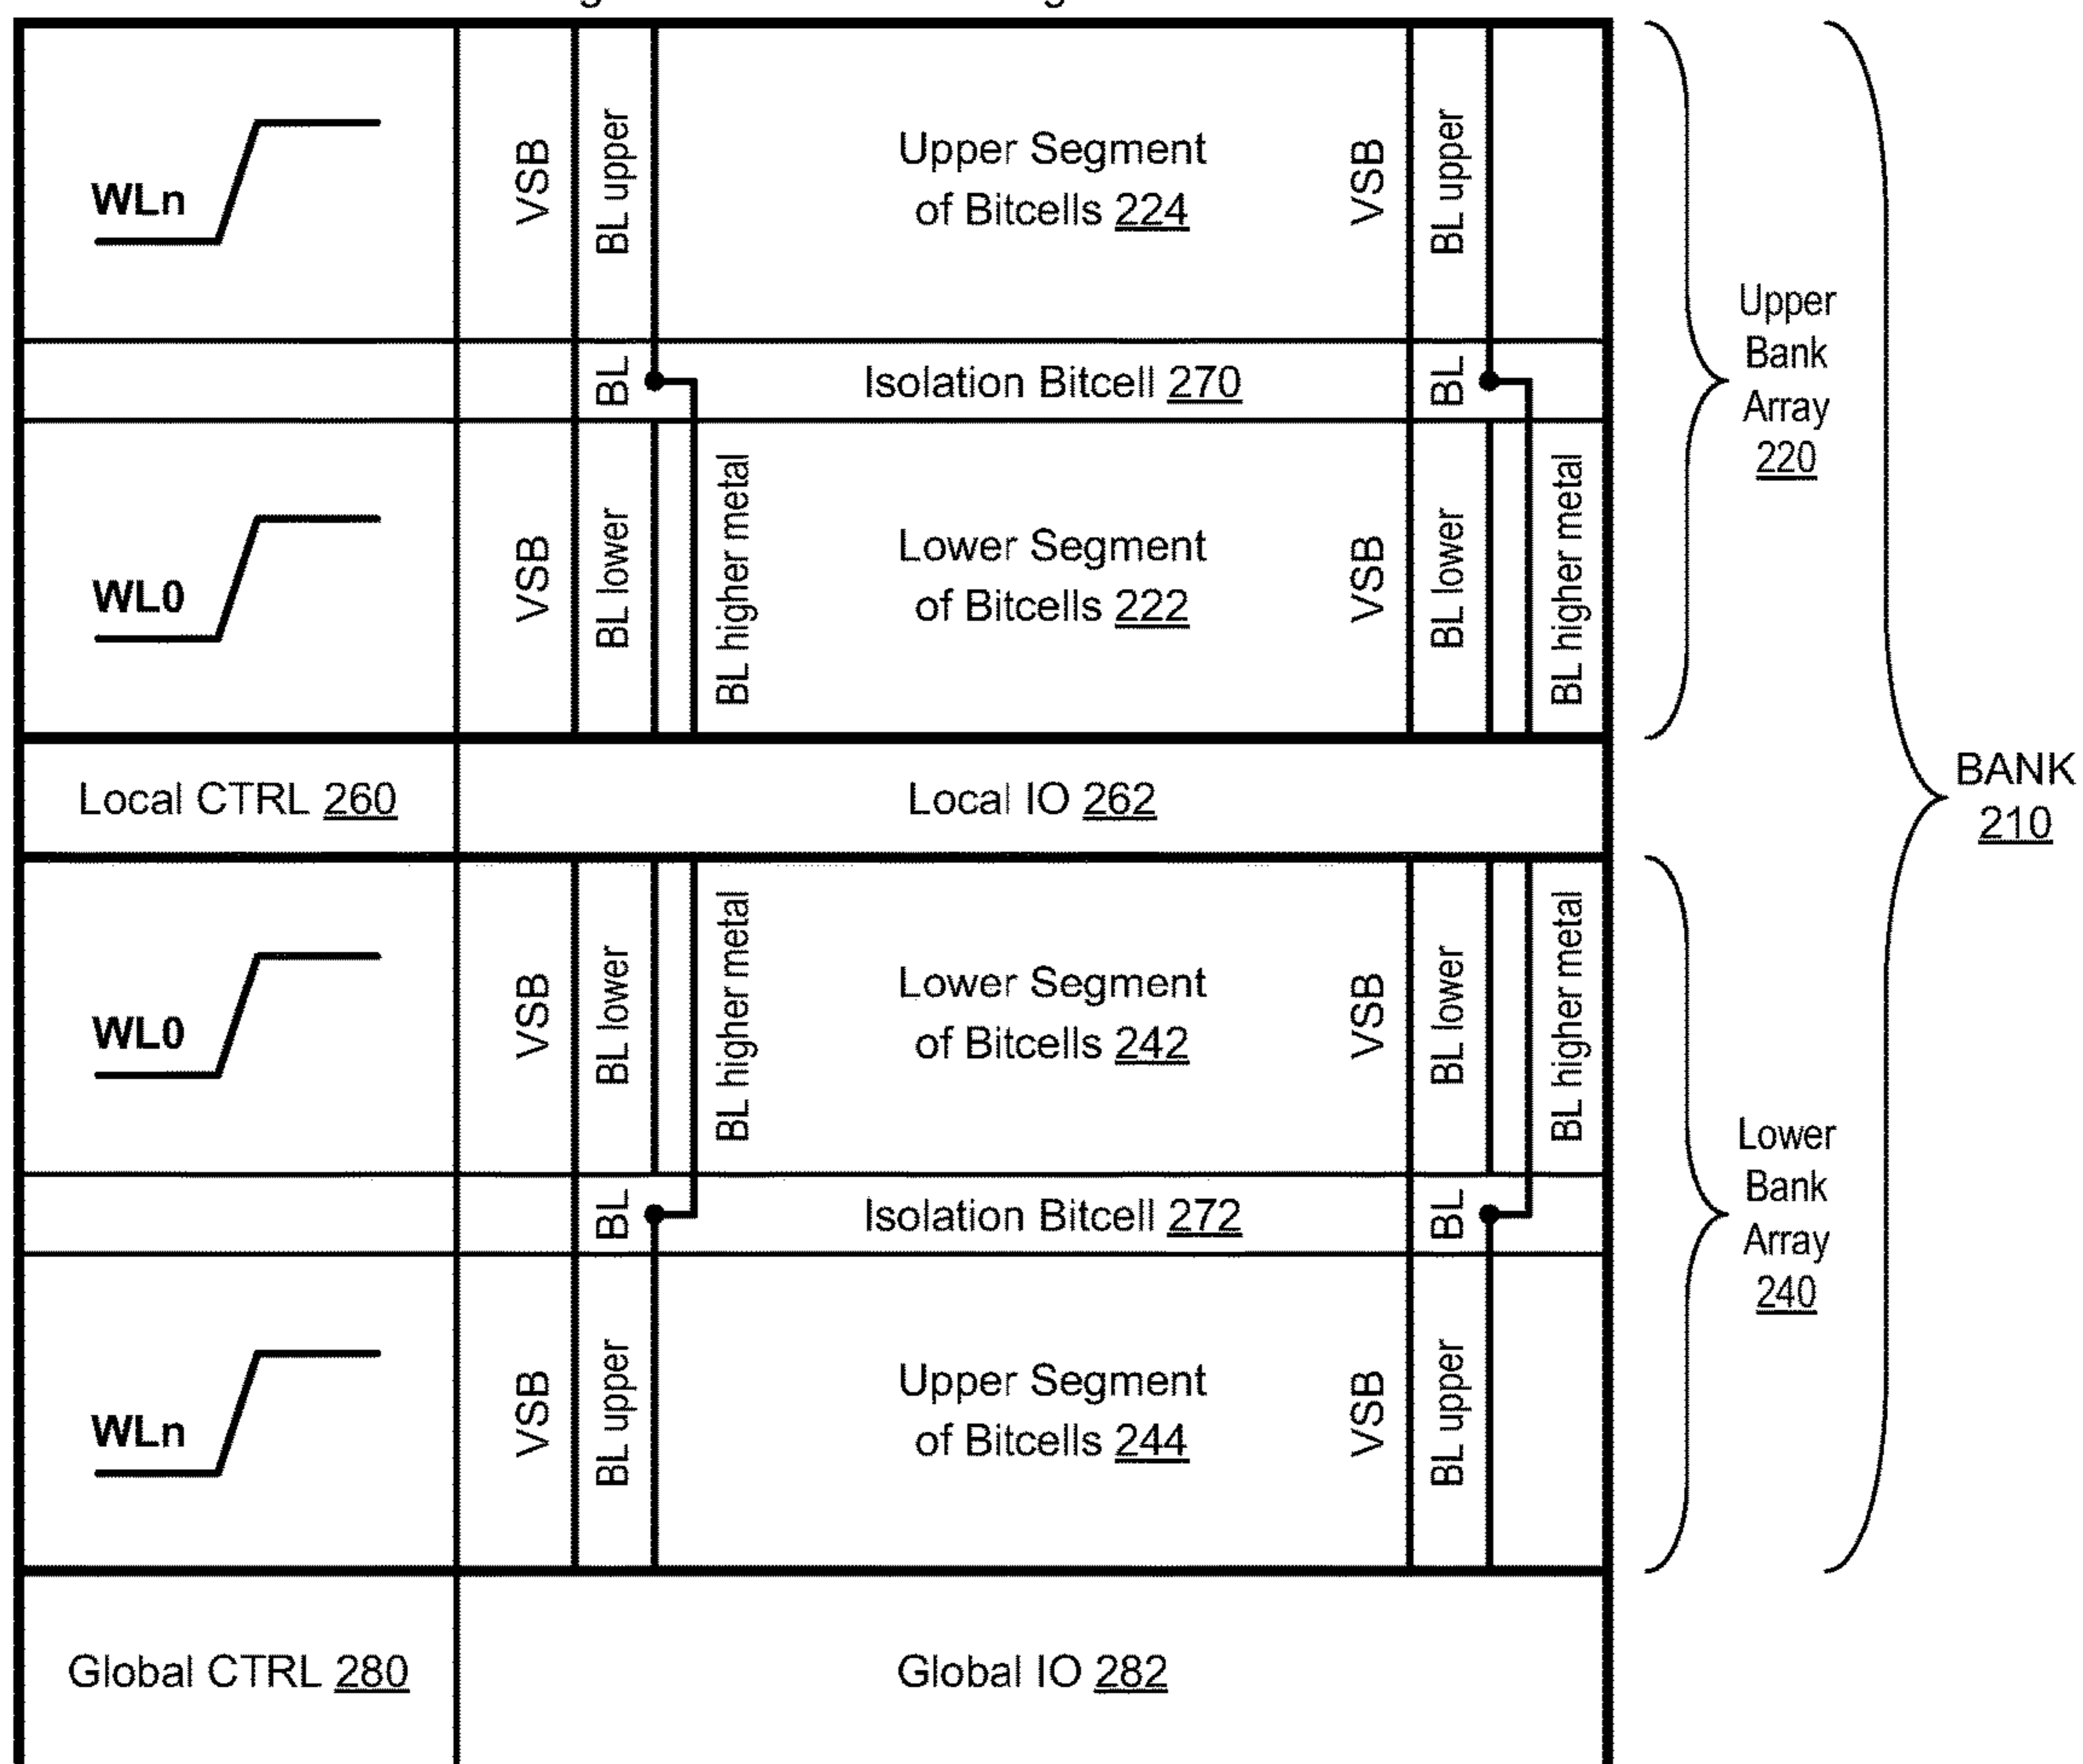 WLn
VSB
BL upper
Upper Segment
of Bitcells 224
VSB
BL upper
BL
Isolation Bitcell 270
BL
WL0
VSB
BL lower
BL higher metal
Lower Segment
of Bitcells 222
VSB
BL lower
BL higher metal
Upper
Bank
Array
220
Local CTRL 260
Local IO 262
BANK
210
WL0
VSB
BL lower
BL higher metal
Lower Segment
of Bitcells 242
VSB
BL lower
BL higher metal
BL
Isolation Bitcell 272
BL
Lower
Bank
Array
240
WLn
VSB
BL upper
Upper Segment
of Bitcells 244
VSB
BL upper
Global CTRL 280
Global IO 282